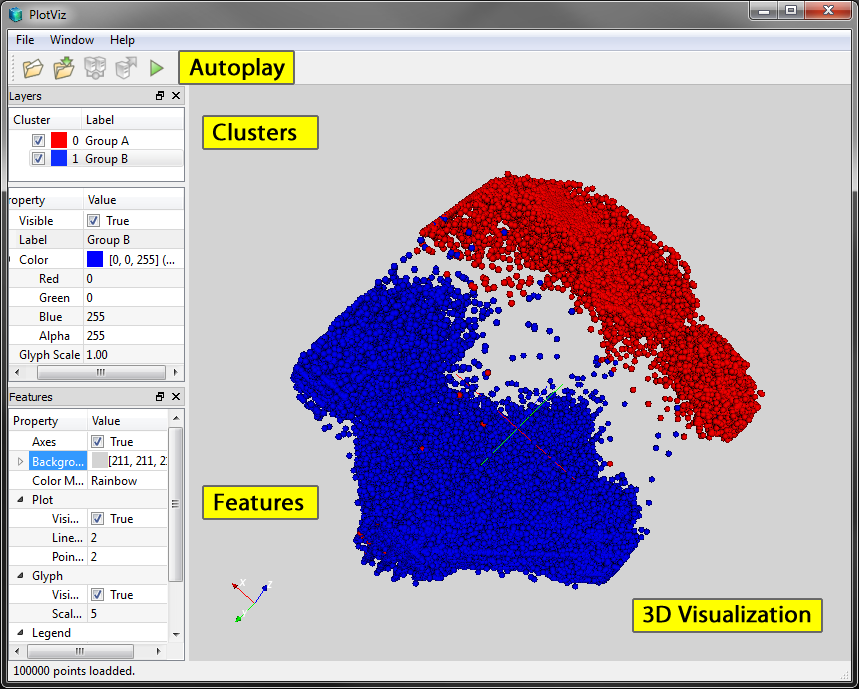 PlotViz
File Window Help
Autoplay
Layers
Cluster Label
0 Group A
1 Group B
Clusters
roperty Value
Visible True
Label Group B
Color [0, 0, 255] (...
Red 0
Green 0
Blue 255
Alpha 255
Glyph Scale 1.00
Features
Property Value
Axes True
Backgro... [211, 211, 2
Color M... Rainbow
Plot
Visi... True
Line... 2
Poin... 2
Glyph
Visi... True
Scal... 5
Legend
Features
X
Y
3D Visualization
100000 points loadded.